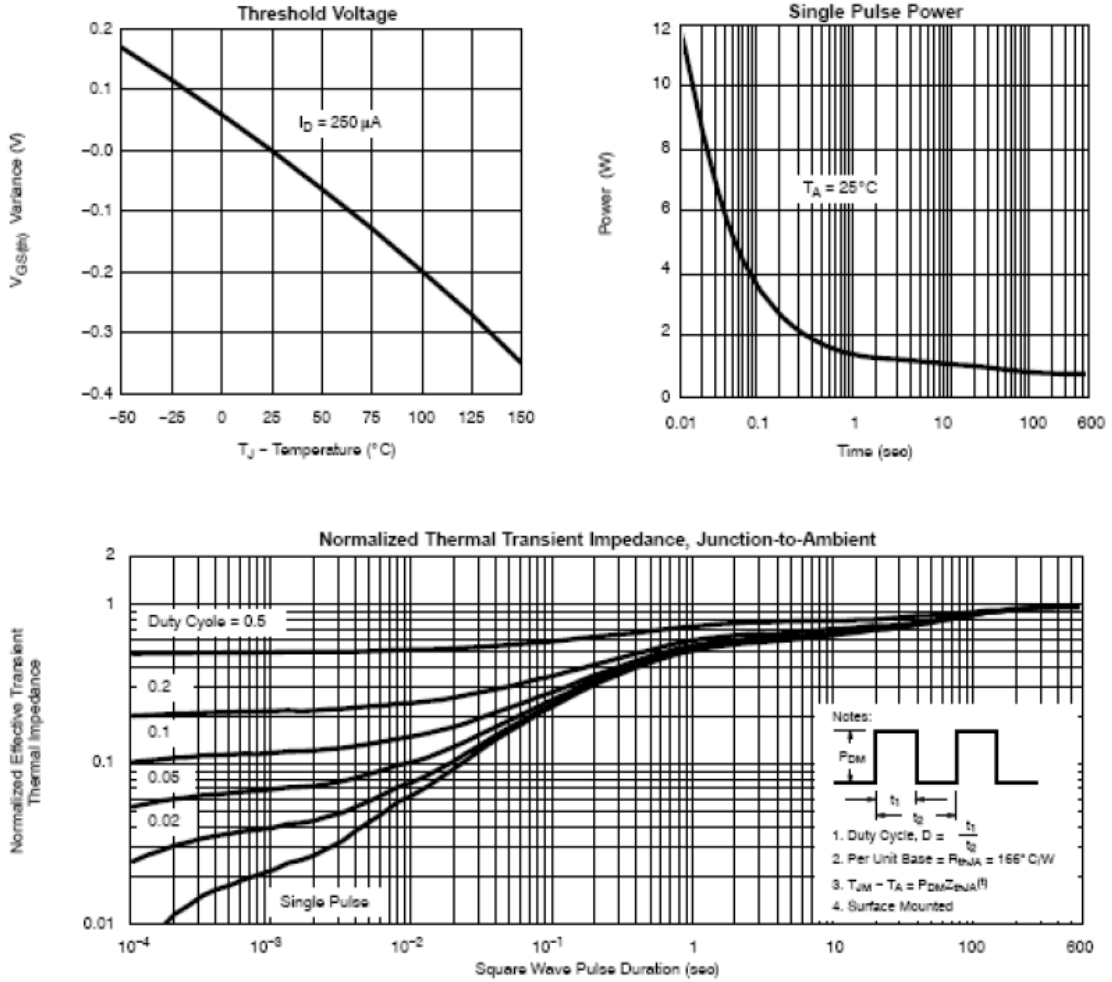 Threshold Voltage
0.2
0.1
–0.0
–0.1
–0.2
–0.3
–0.4
VGS(th) Variance (V)
ID = 250 µA
–50 –25 0 25 50 75 100 125 150
TJ – Temperature (°C)
Single Pulse Power
12
10
8
6
4
2
0
Power (W)
TA = 25°C
0.01 0.1 1 10 100 600
Time (sec)
Normalized Thermal Transient Impedance, Junction-to-Ambient
2
1
0.1
0.01
Normalized Effective Transient
Thermal Impedance
Duty Cycle = 0.5
0.2
0.1
0.05
0.02
Single Pulse
Notes:
PDM
t1
t2
1. Duty Cycle, D = t1/t2
2. Per Unit Base = RthJA = 166°C/W
3. TJM – TA = PDMZthJA(t)
4. Surface Mounted
10–4 10–3 10–2 10–1 1 10 100 600
Square Wave Pulse Duration (sec)